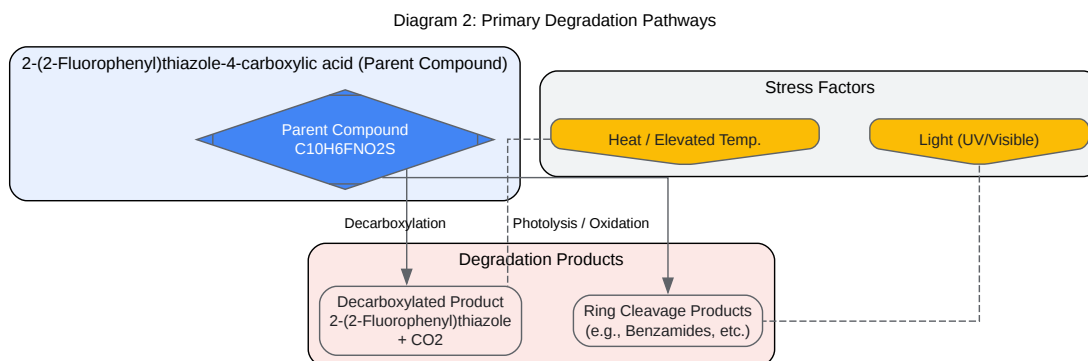 Diagram 2: Primary Degradation Pathways
2-(2-Fluorophenyl)thiazole-4-carboxylic acid (Parent Compound)
Parent Compound
C10H6FNO2S
Stress Factors
Heat / Elevated Temp.
Light (UV/Visible)
Decarboxylation
Photolysis / Oxidation
Degradation Products
Decarboxylated Product
2-(2-Fluorophenyl)thiazole
+ CO2
Ring Cleavage Products
(e.g., Benzamides, etc.)